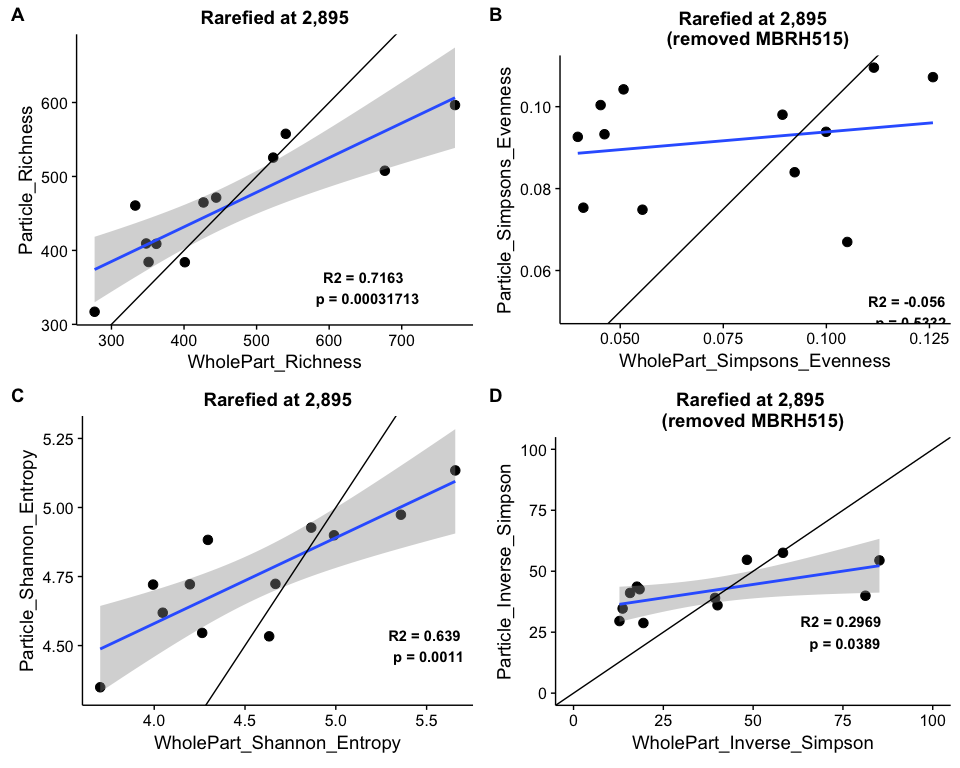 A
Rarefied at 2,895
Particle_Richness
600
500
400
300
R2 = 0.7163
p = 0.00031713
300 400 500 600 700
WholePart_Richness
B
Rarefied at 2,895
(removed MBRH515)
Particle_Simpsons_Evenness
0.10
0.08
0.06
R2 = -0.056
p = 0.5332
0.050 0.075 0.100 0.125
WholePart_Simpsons_Evenness
C
Rarefied at 2,895
Particle_Shannon_Entropy
5.25
5.00
4.75
4.50
R2 = 0.639
p = 0.0011
4.0 4.5 5.0 5.5
WholePart_Shannon_Entropy
D
Rarefied at 2,895
(removed MBRH515)
Particle_Inverse_Simpson
100
75
50
25
0
R2 = 0.2969
p = 0.0389
0 25 50 75 100
WholePart_Inverse_Simpson